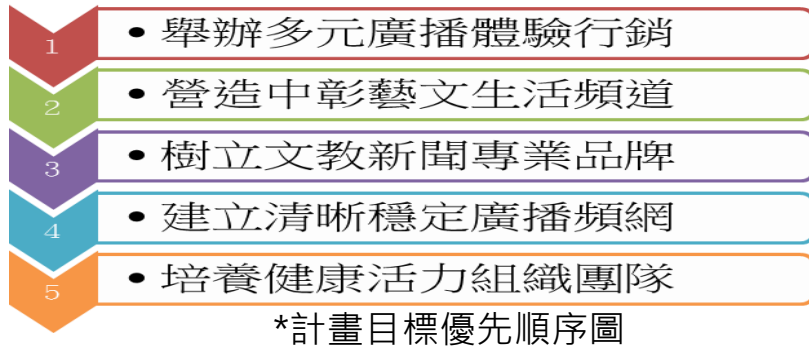 1
• 舉辦多元廣播體驗行銷
2
• 營造中彰藝文生活頻道
3
• 樹立文教新聞專業品牌
4
• 建立清晰穩定廣播頻網
5
• 培養健康活力組織團隊
*計畫目標優先順序圖